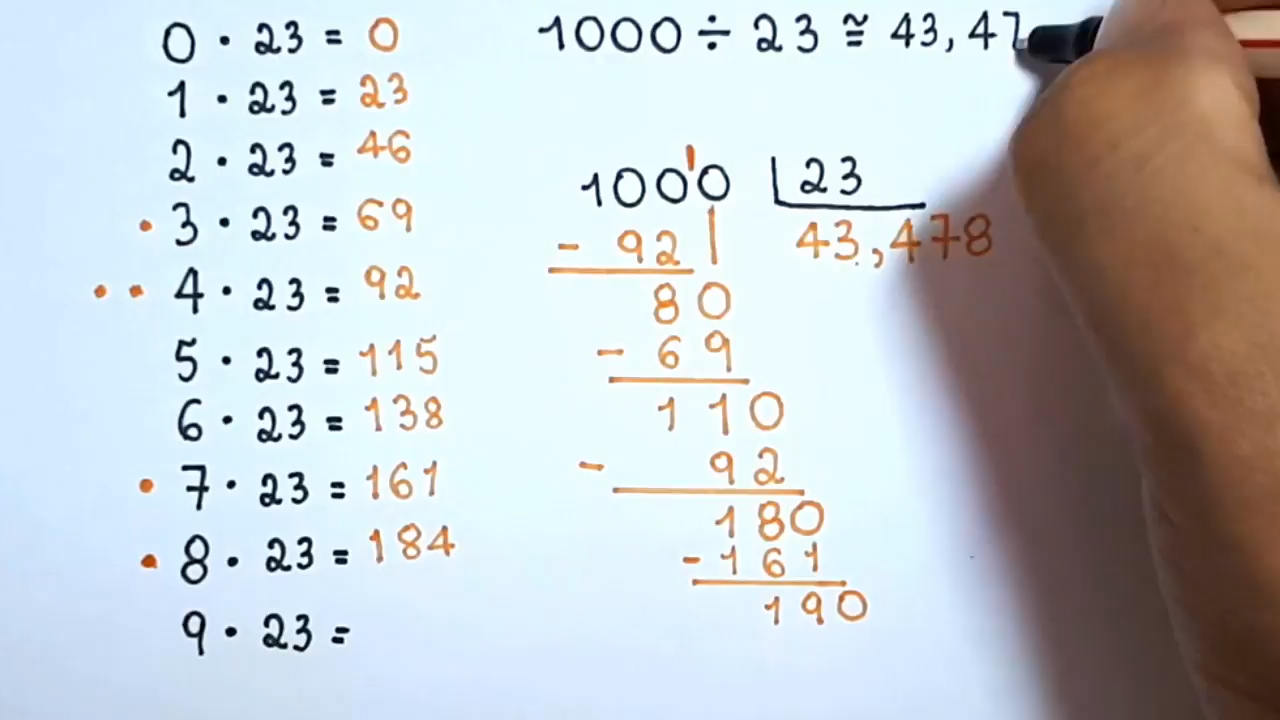 0 · 23 = 0
1 · 23 = 23
2 · 23 = 46
· 3 · 23 = 69
· · 4 · 23 = 92
5 · 23 = 115
6 · 23 = 138
· 7 · 23 = 161
· 8 · 23 = 184
9 · 23 =
1000 ÷ 23 ≅ 43,47
1000 23
- 92 43,478
80
- 69
110
- 92
180
- 161
190